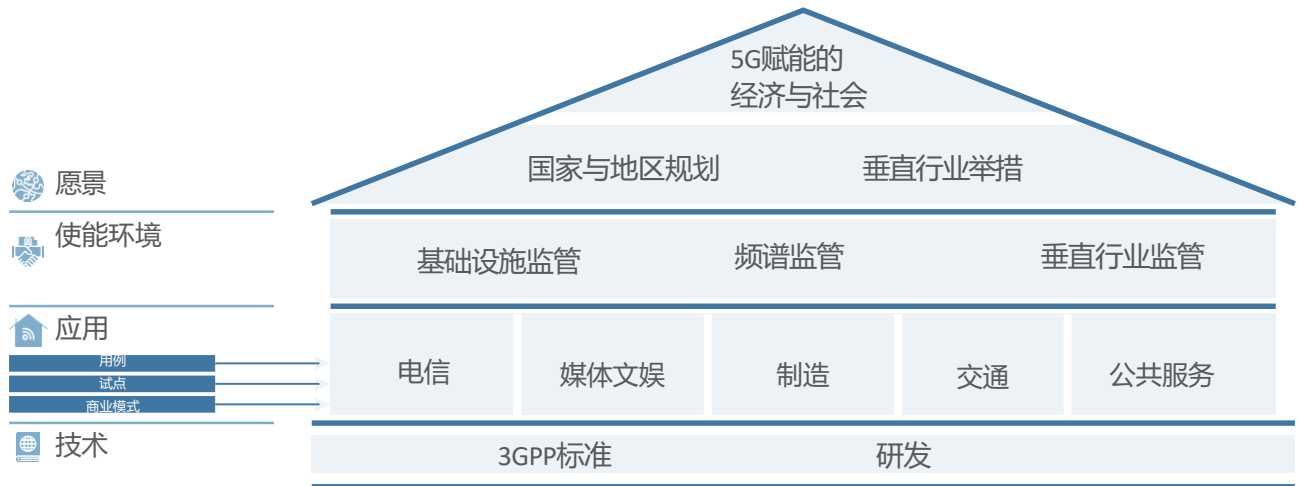 5G赋能的
经济与社会
国家与地区规划
垂直行业举措
愿景
使能环境
基础设施监管
频谱监管
垂直行业监管
应用
用例
试点
商业模式
电信
媒体文娱
制造
交通
公共服务
技术
3GPP标准
研发